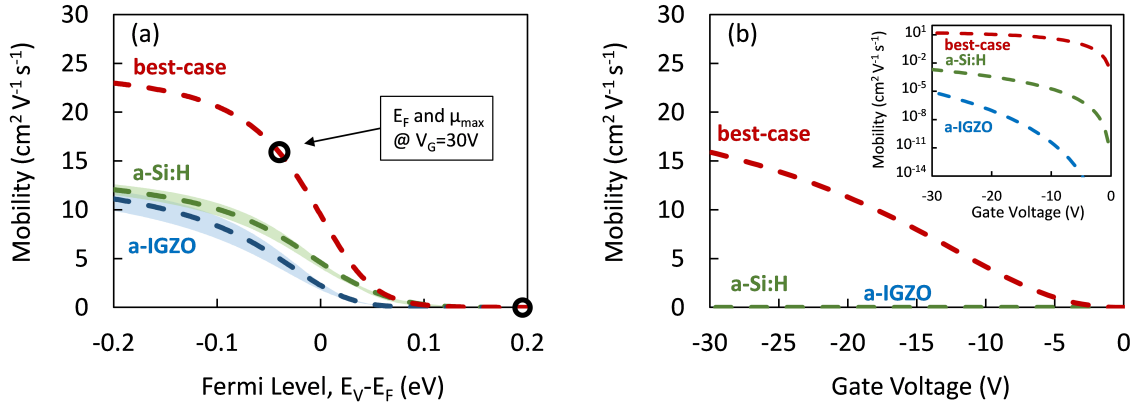 (a)
30
25
20
15
10
5
0
Mobility (cm² V⁻¹ s⁻¹)
best-case
E_F and μ_max
@ V_G=30V
a-Si:H
a-IGZO
-0.2
-0.1
0
0.1
0.2
Fermi Level, E_V-E_F (eV)
(b)
30
25
20
15
10
5
0
Mobility (cm² V⁻¹ s⁻¹)
best-case
a-Si:H
a-IGZO
-30
-25
-20
-15
-10
-5
0
Gate Voltage (V)
10¹
10⁻²
10⁻⁵
10⁻⁸
10⁻¹¹
10⁻¹⁴
Mobility (cm² V⁻¹ s⁻¹)
best-case
a-Si:H
a-IGZO
-30
-20
-10
0
Gate Voltage (V)